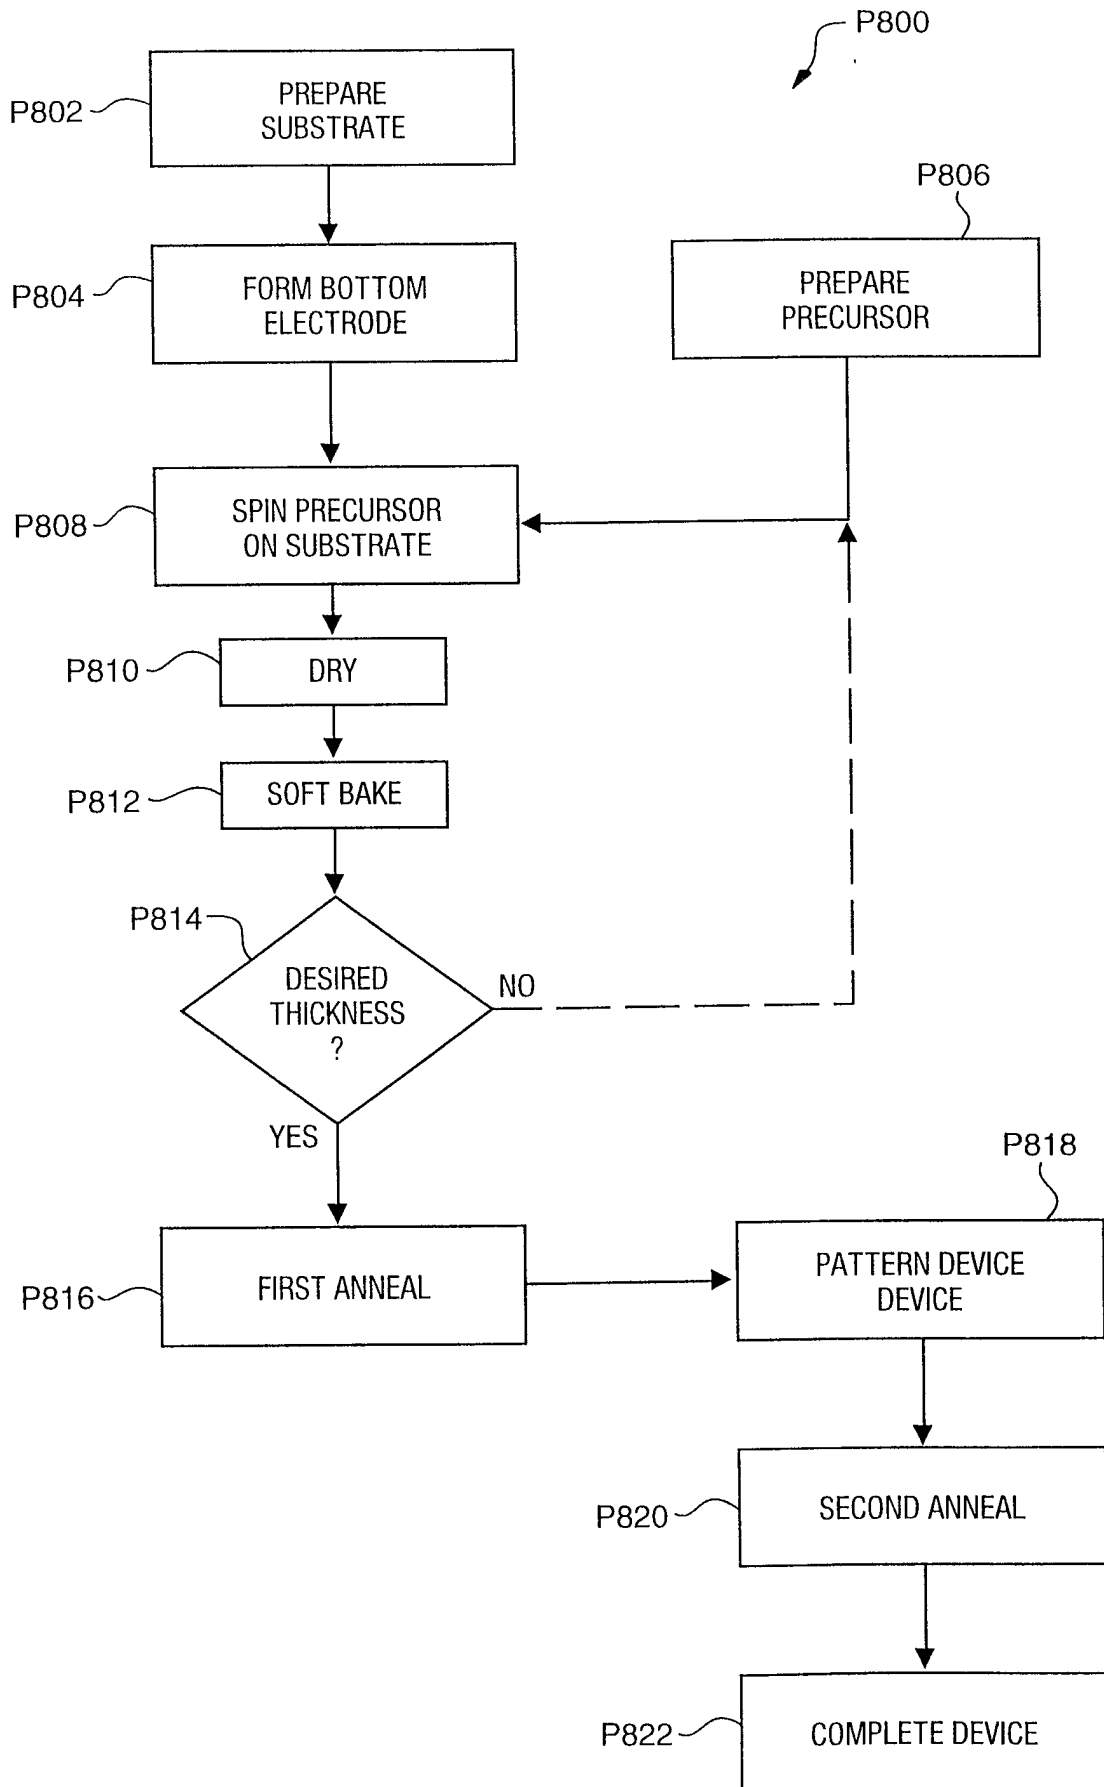 P800
P802
PREPARE
SUBSTRATE
P806
P804
FORM BOTTOM
ELECTRODE
PREPARE
PRECURSOR
P808
SPIN PRECURSOR
ON SUBSTRATE
P810
DRY
P812
SOFT BAKE
P814
DESIRED
THICKNESS
?
NO
YES
P818
P816
FIRST ANNEAL
PATTERN DEVICE
DEVICE
P820
SECOND ANNEAL
P822
COMPLETE DEVICE